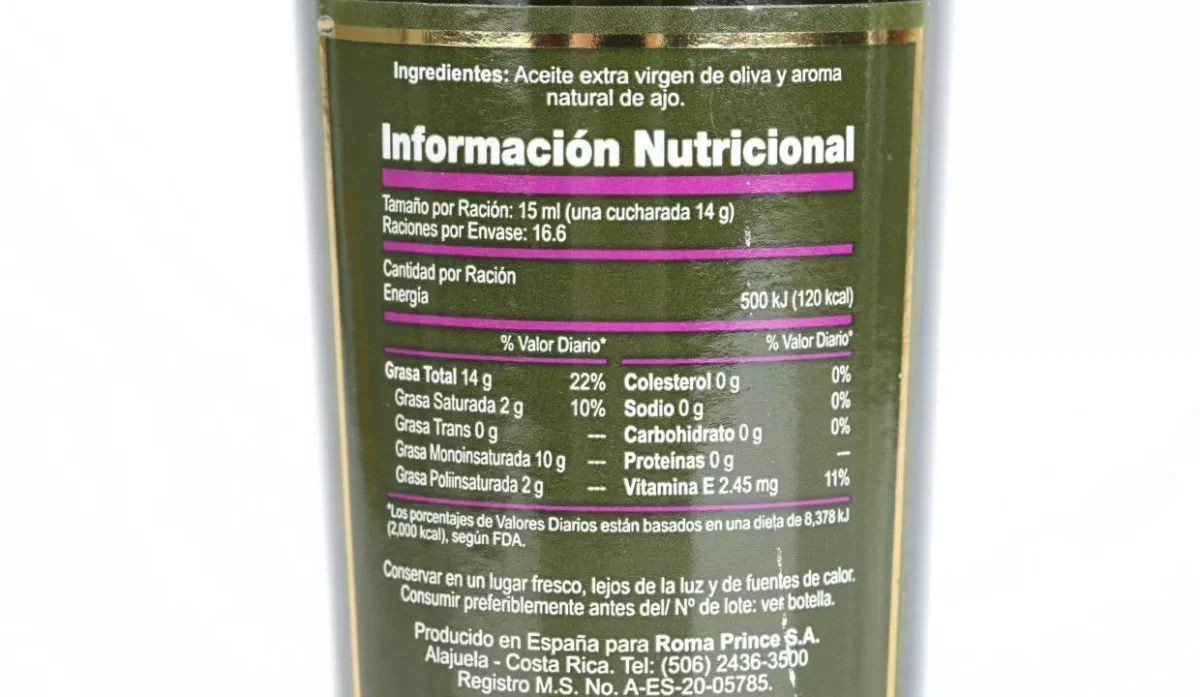 Ingredientes: Aceite extra virgen de oliva y aroma
natural de ajo.
Información Nutricional
Tamaño por Ración: 15 ml (una cucharada 14 g)
Raciones por Envase: 16.6
Cantidad por Ración
Energía 500 kJ (120 kcal)
% Valor Diario* % Valor Diario*
Grasa Total 14 g 22% Colesterol 0 g 0%
Grasa Saturada 2 g 10% Sodio 0 g 0%
Grasa Trans 0 g --- Carbohidrato 0 g 0%
Grasa Monoinsaturada 10 g --- Proteínas 0 g —
Grasa Poliinsaturada 2 g --- Vitamina E 2.45 mg 11%
*Los porcentajes de Valores Diarios están basados en una dieta de 8,378 kJ
(2,000 kcal), según FDA.
Conservar en un lugar fresco, lejos de la luz y de fuentes de calor.
Consumir preferiblemente antes del/ Nº de lote: ver botella.
Producido en España para Roma Prince S.A.
Alajuela - Costa Rica. Tel: (506) 2436-3500
Registro M.S. No. A-ES-20-05785.